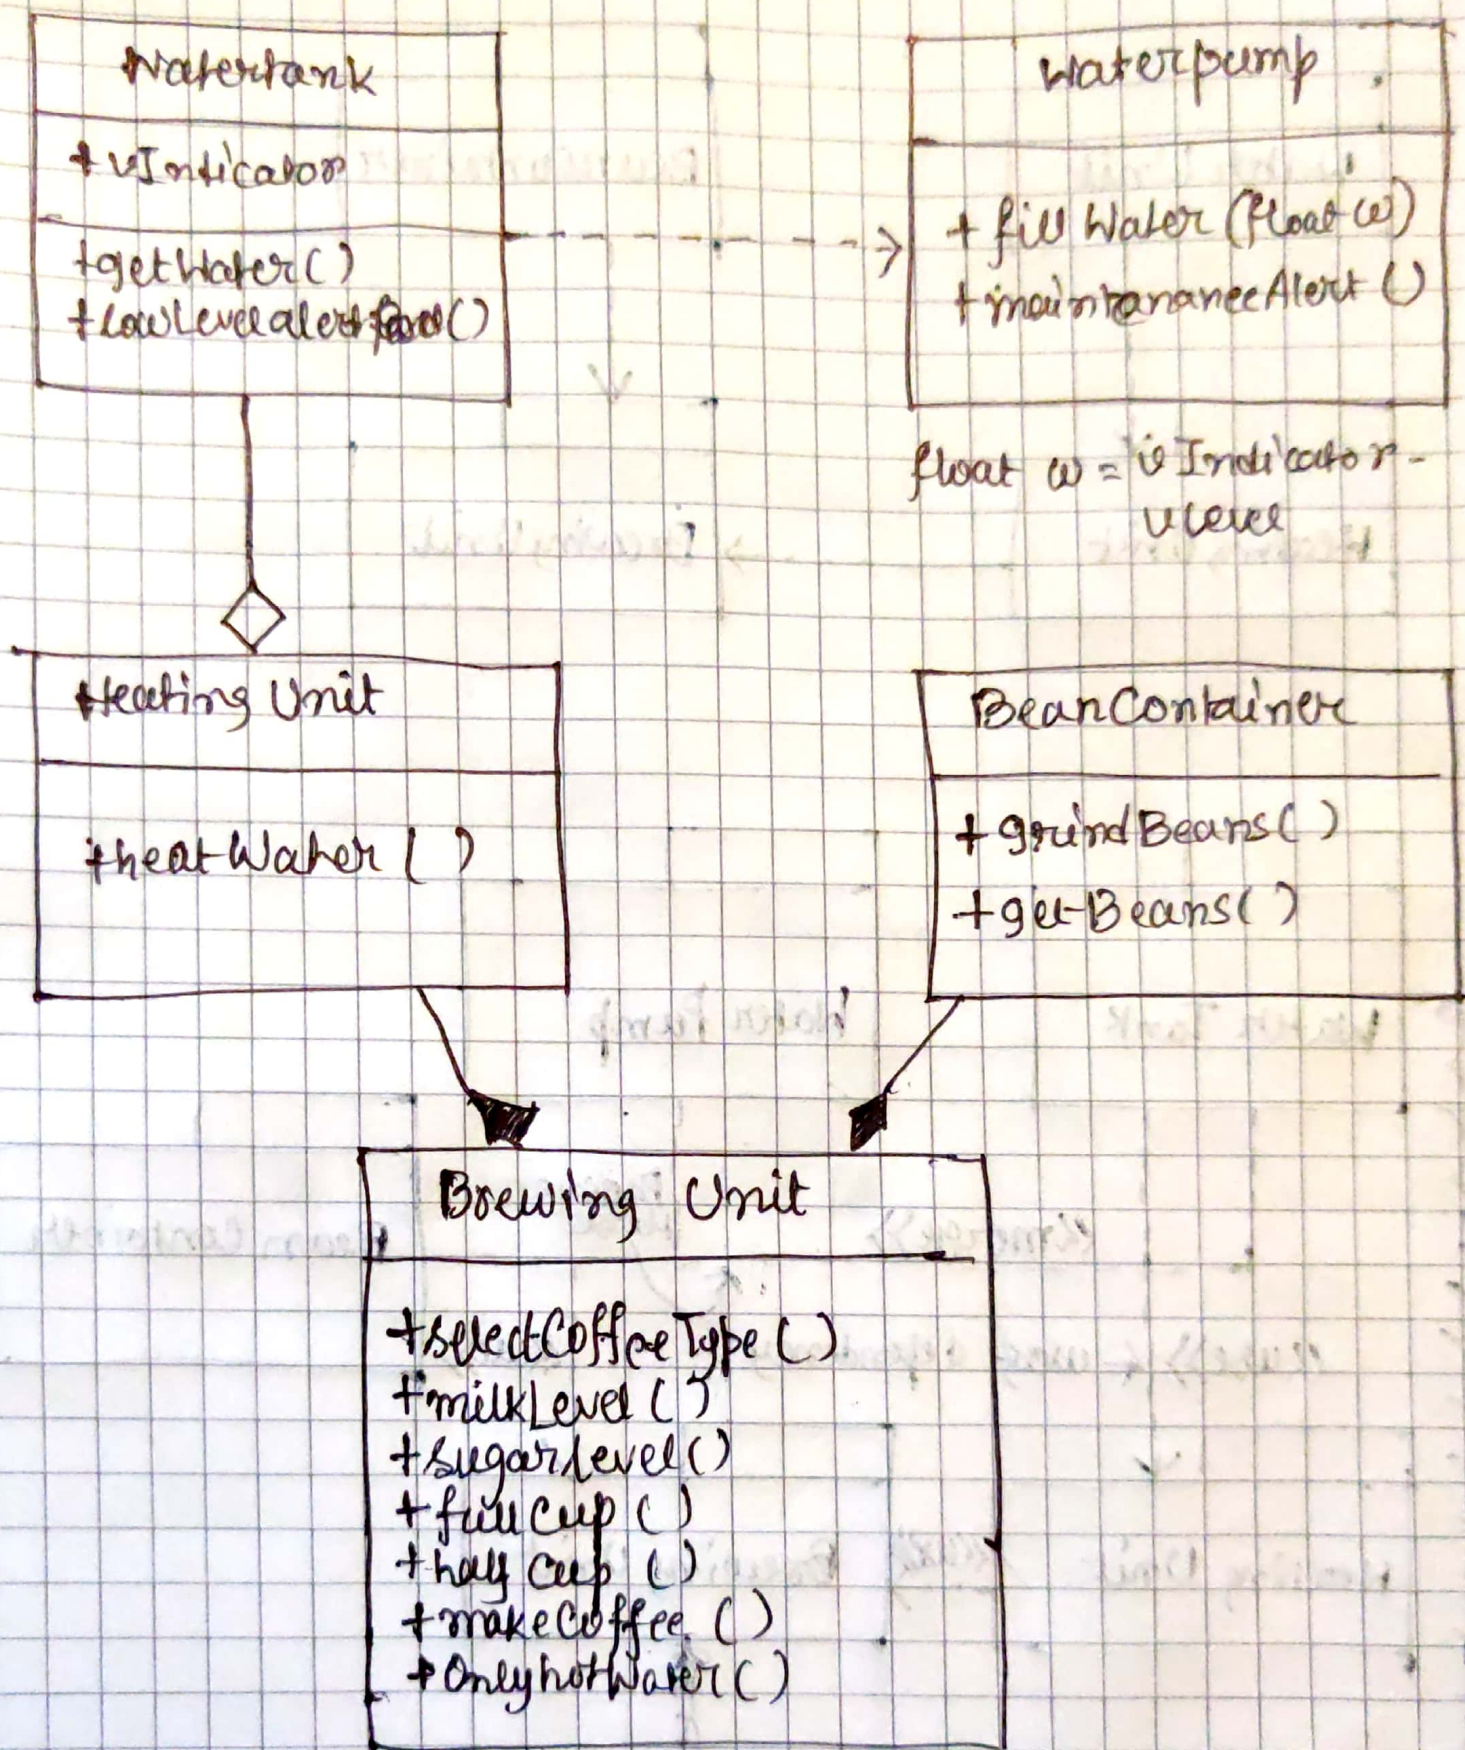 Watertank
+vIndicator
+getWater()
+lowLevelalert()
Waterpump
+ fill Water (float w)
+maintananceAlert ()
float w = vIndicator -
vLevel
Heating Unit
+heatWater ( )
BeanContainer
+ grindBeans( )
+getBeans( )
Brewing Unit
+selectCoffeeType ( )
+milkLevel ( )
+sugarlevel()
+ fullCup ( )
+half Cup ( )
+makeCoffee ( )
+OnlyhotWater ( )